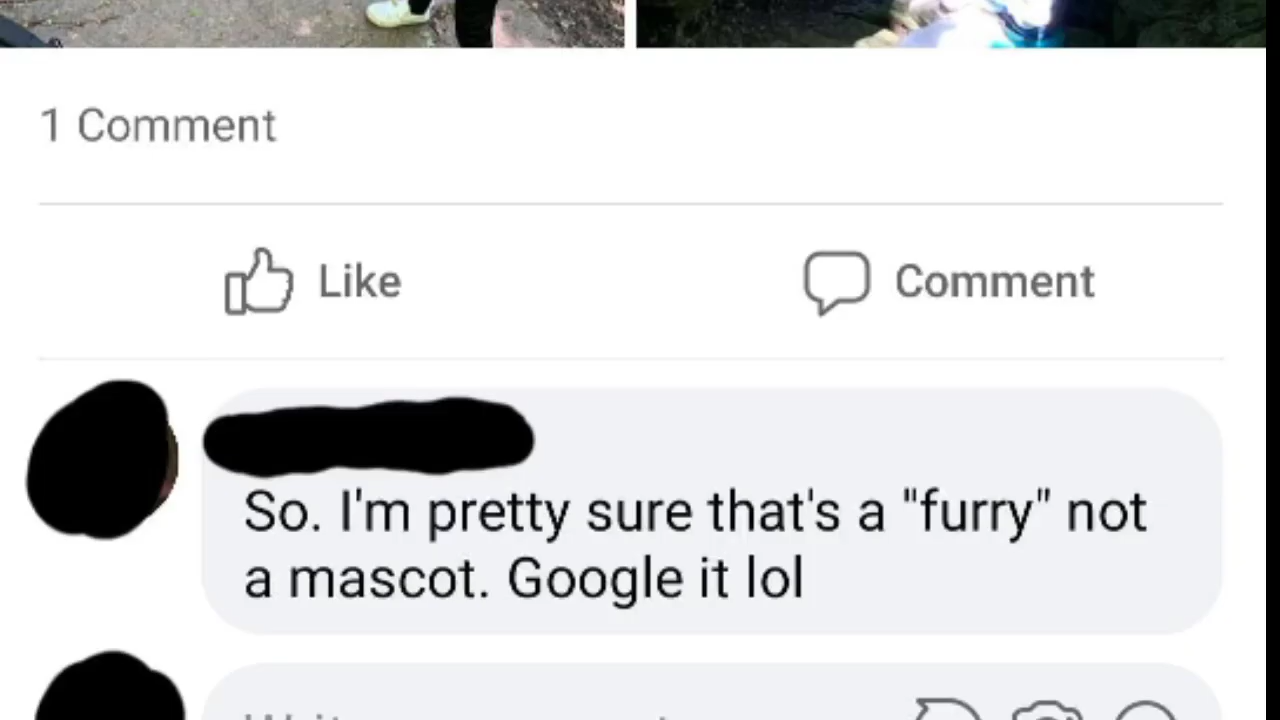 1 Comment
Like
Comment
So. I'm pretty sure that's a "furry" not
a mascot. Google it lol